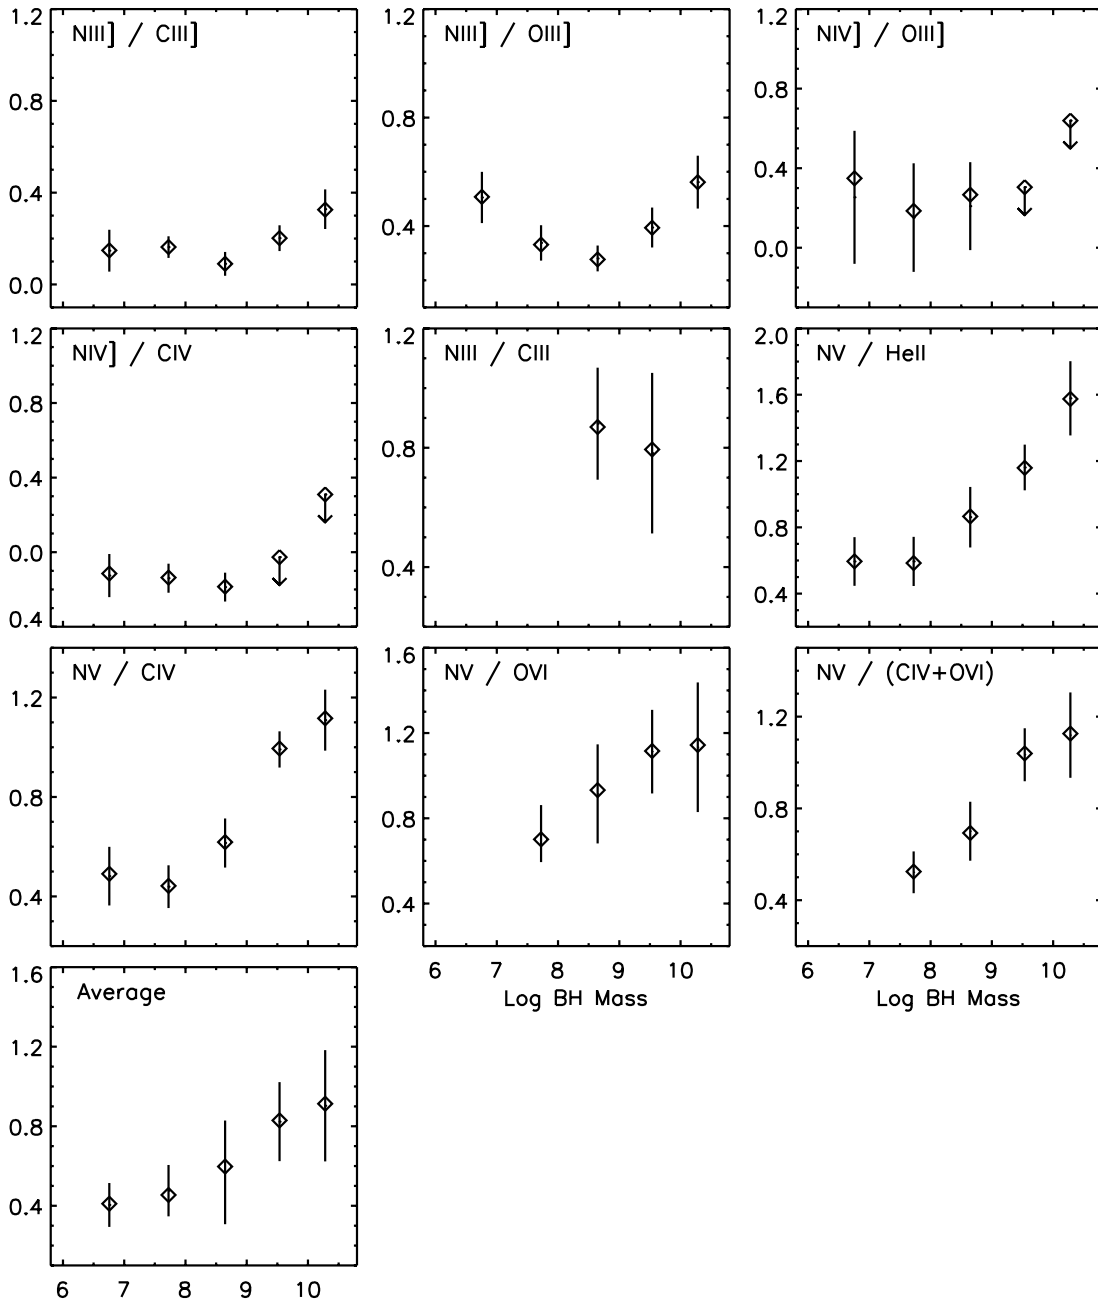 NIII] / CIII]
1.2
0.8
0.4
0.0
NIII] / OIII]
1.2
0.8
0.4
NIV] / OIII]
1.2
0.8
0.4
0.0
NIV] / CIV
1.2
0.8
0.4
0.0
0.4
NIII / CIII
1.2
0.8
0.4
NV / HeII
2.0
1.6
1.2
0.8
0.4
NV / CIV
1.2
0.8
0.4
6 7 8 9 10
NV / OVI
1.6
1.2
0.8
0.4
6 7 8 9 10
Log BH Mass
NV / (CIV+OVI)
1.2
0.8
0.4
6 7 8 9 10
Log BH Mass
Average
1.6
1.2
0.8
0.4
6 7 8 9 10